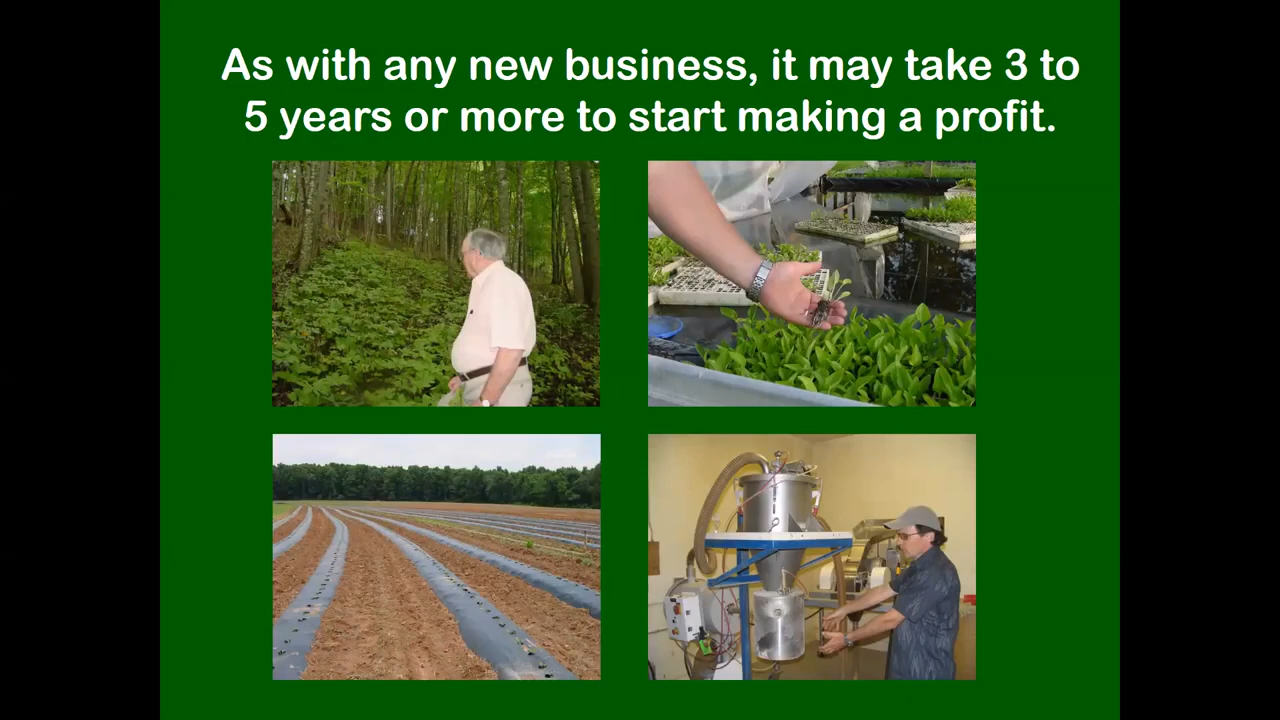 As with any new business, it may take 3 to
5 years or more to start making a profit.